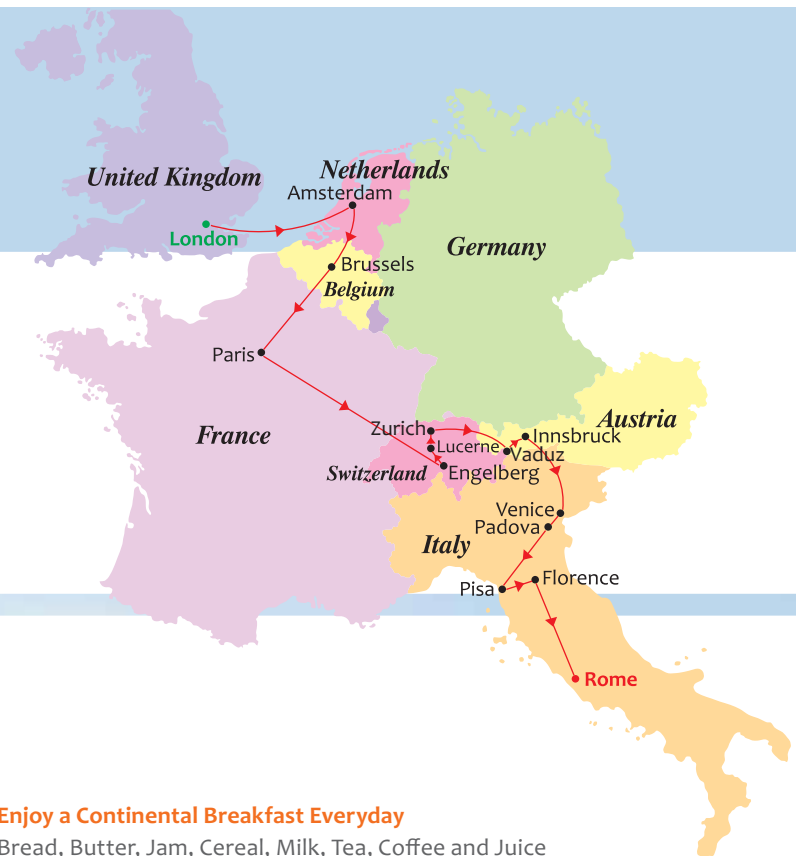 United Kingdom
Netherlands
Amsterdam
London
Germany
Brussels
Belgium
Paris
France
Austria
Zurich
Innsbruck
Lucerne
Vaduz
Switzerland
Engelberg
Venice
Padova
Italy
Pisa
Florence
Rome
Enjoy a Continental Breakfast Everyday
Bread, Butter, Jam, Cereal, Milk, Tea, Coffee and Juice